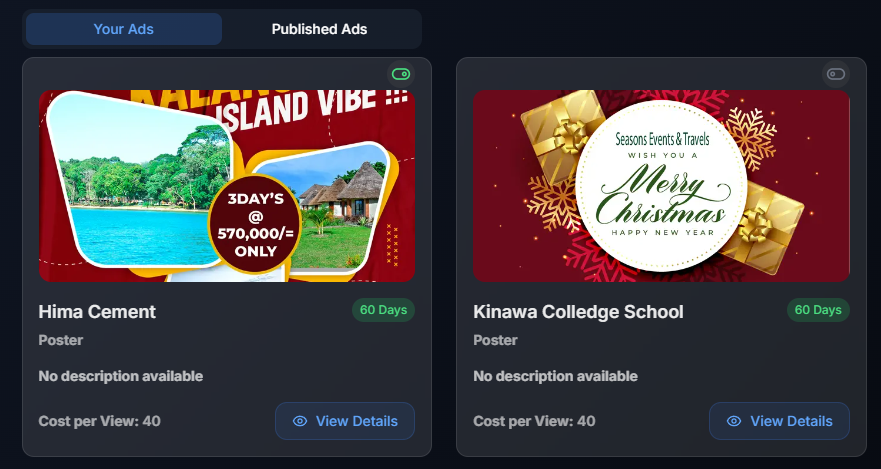 Your Ads
Published Ads
ISLAND VIBE !!!
3DAY'S
@
570,000/=
ONLY
Hima Cement
60 Days
Poster
No description available
Cost per View: 40
View Details
Seasons Events & Travels
WISH YOU A
Merry
Christmas
HAPPY NEW YEAR
Kinawa Colledge School
60 Days
Poster
No description available
Cost per View: 40
View Details